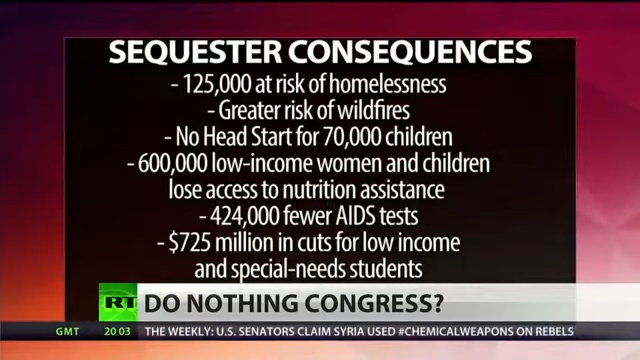 SEQUESTER CONSEQUENCES
- 125,000 at risk of homelessness
- Greater risk of wildfires
- No Head Start for 70,000 children
- 600,000 low-income women and children
lose access to nutrition assistance
- 424,000 fewer AIDS tests
- $725 million in cuts for low income
and special-needs students
RT DO NOTHING CONGRESS?
GMT 20:03 THE WEEKLY: U.S. SENATORS CLAIM SYRIA USED #CHEMICALWEAPONS ON REBELS